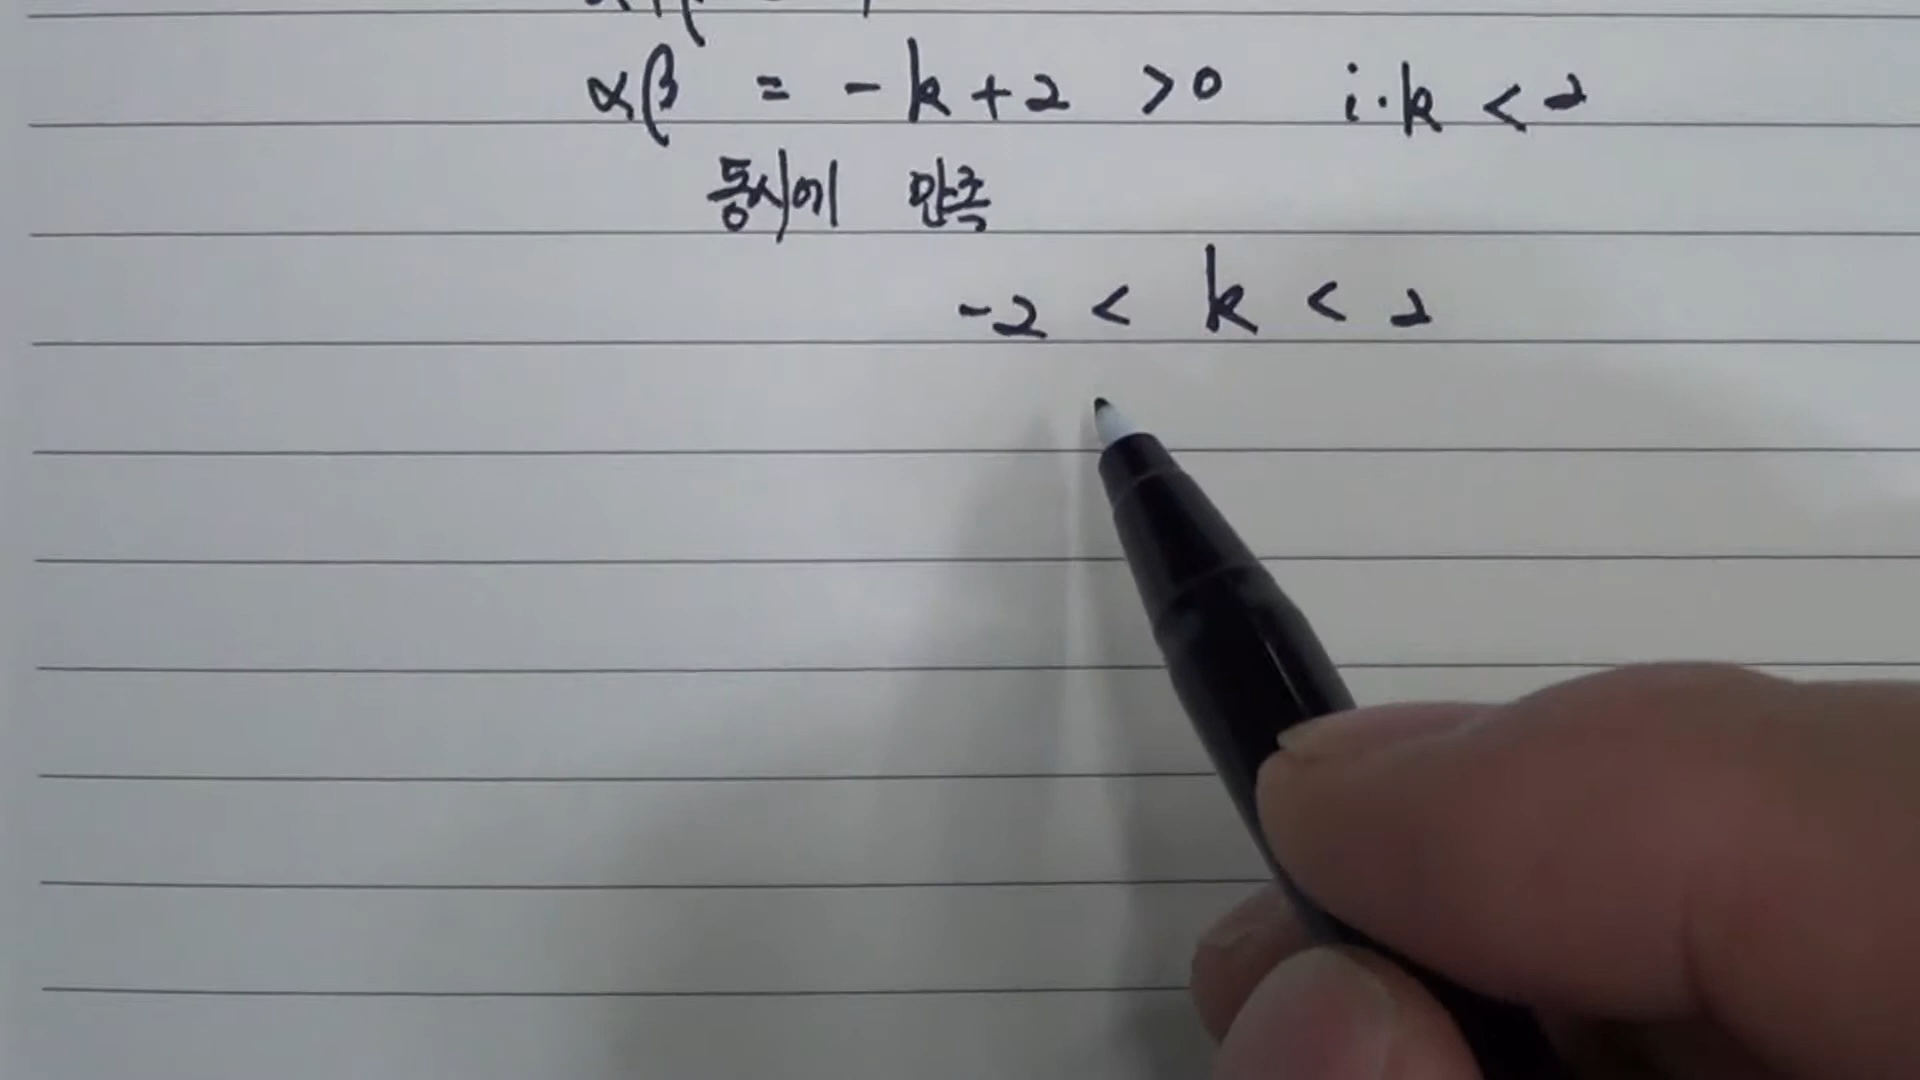 αβ = -k+2 >0 i.k < 2
동시에 만족
-2 < k < 2